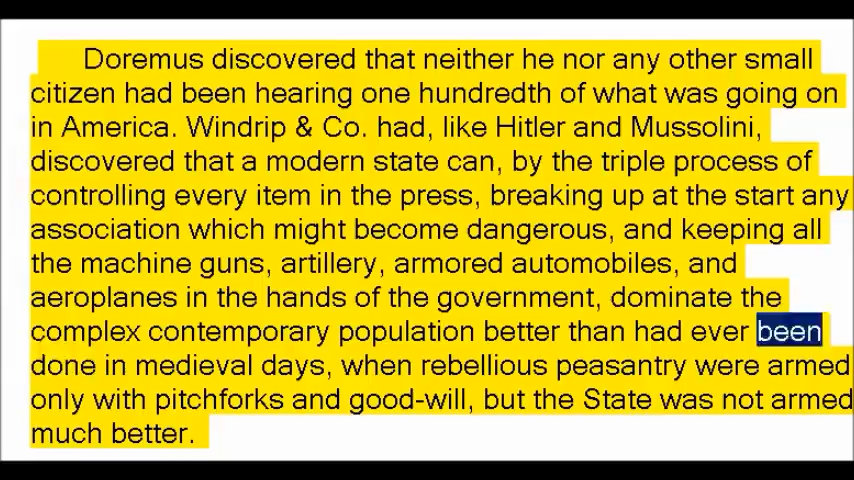 Doremus discovered that neither he nor any other small
citizen had been hearing one hundredth of what was going on
in America. Windrip & Co. had, like Hitler and Mussolini,
discovered that a modern state can, by the triple process of
controlling every item in the press, breaking up at the start any
association which might become dangerous, and keeping all
the machine guns, artillery, armored automobiles, and
aeroplanes in the hands of the government, dominate the
complex contemporary population better than had ever been
done in medieval days, when rebellious peasantry were armed
only with pitchforks and good-will, but the State was not armed
much better.